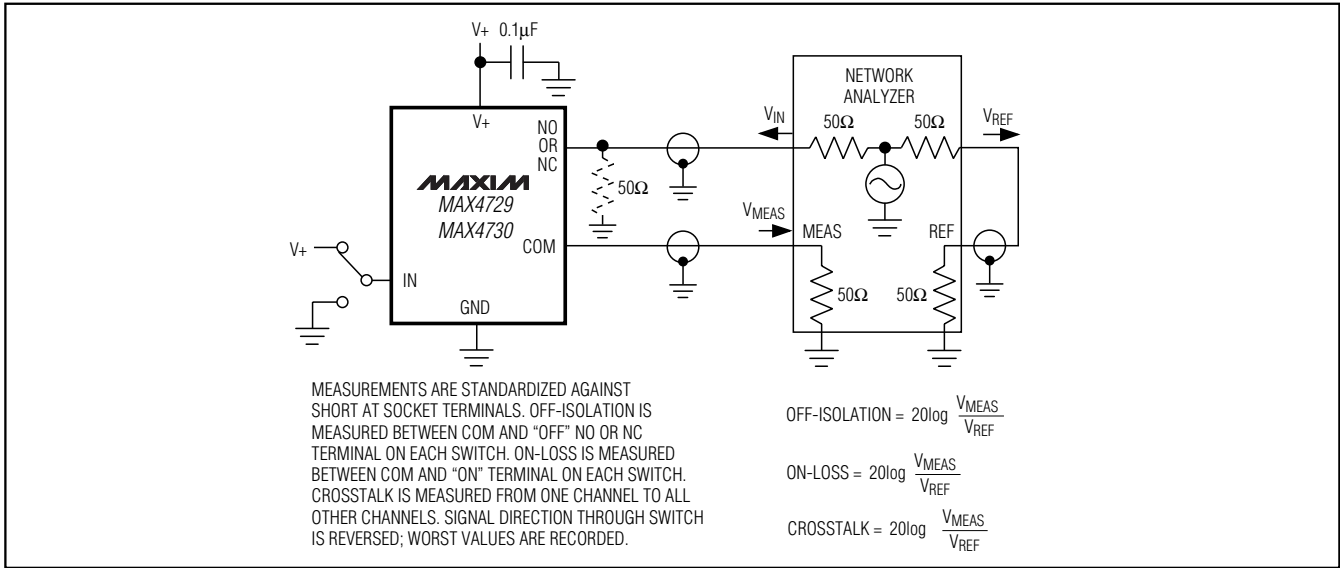 V+ 0.1µF
V+
NO
OR
NC
MAXIM
MAX4729
MAX4730
COM
IN
GND
V+
50Ω
NETWORK
ANALYZER
VIN
50Ω
50Ω
VREF
VMEAS
MEAS
REF
50Ω
50Ω
MEASUREMENTS ARE STANDARDIZED AGAINST
SHORT AT SOCKET TERMINALS. OFF-ISOLATION IS
MEASURED BETWEEN COM AND “OFF” NO OR NC
TERMINAL ON EACH SWITCH. ON-LOSS IS MEASURED
BETWEEN COM AND “ON” TERMINAL ON EACH SWITCH.
CROSSTALK IS MEASURED FROM ONE CHANNEL TO ALL
OTHER CHANNELS. SIGNAL DIRECTION THROUGH SWITCH
IS REVERSED; WORST VALUES ARE RECORDED.
OFF-ISOLATION = 20log VMEAS
VREF
ON-LOSS = 20log VMEAS
VREF
CROSSTALK = 20log VMEAS
VREF